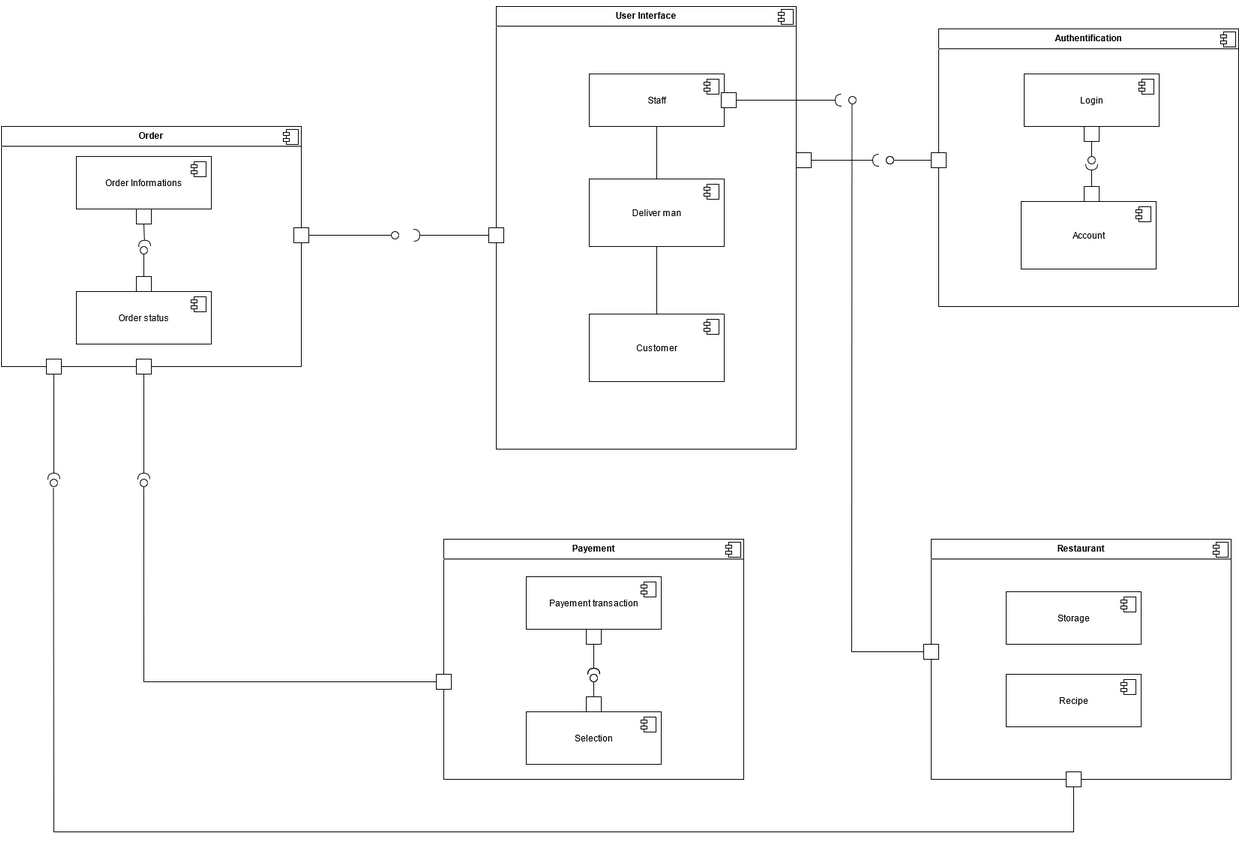 User Interface
Authentification
Staff
Login
Order
Order Informations
Deliver man
Account
Order status
Customer
Payement
Restaurant
Payement transaction
Storage
Recipe
Selection